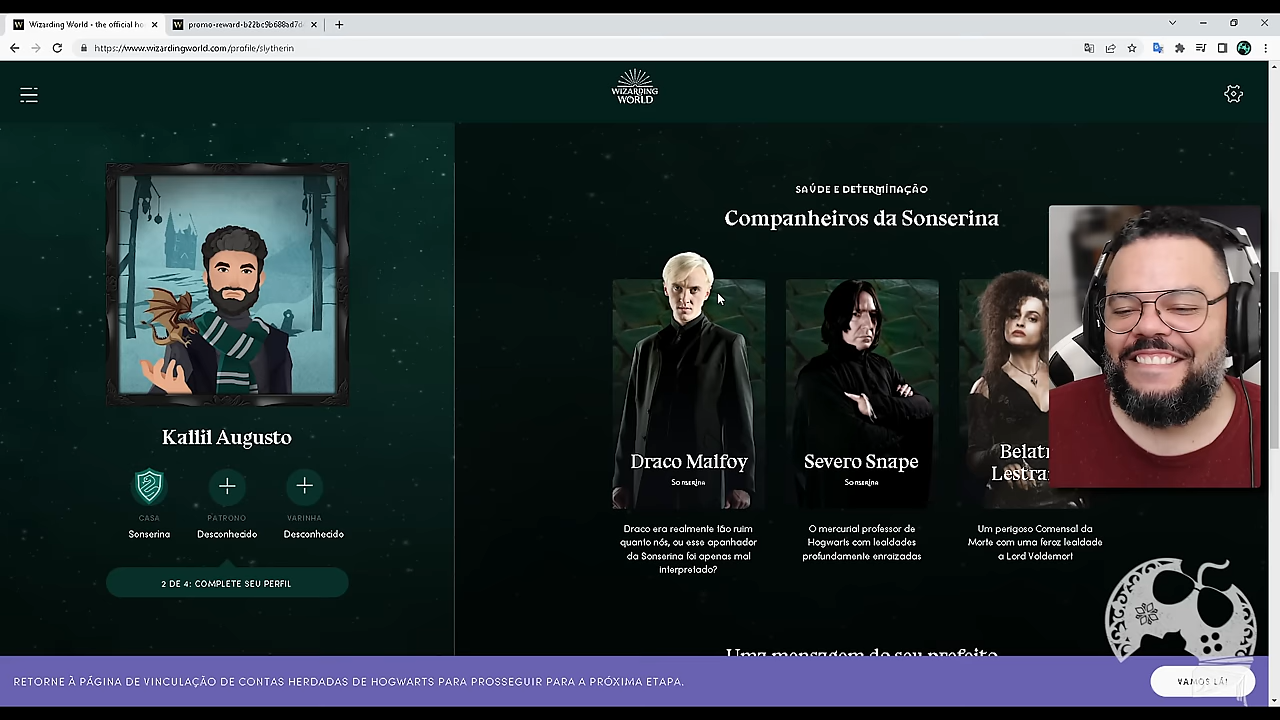 Wizarding World • the official ho
promo-reward-b22bc9b688ad7d
https://www.wizardingworld.com/profile/slytherin
WIZARDING
WORLD
SAÚDE E DETERMINAÇÃO
Companheiros da Sonserina
Draco Malfoy
Sonserina
Draco era realmente tão ruim
quanto nós, ou esse apanhador
da Sonserina foi apenas mal
interpretado?
Severo Snape
Sonserina
O mercurial professor de
Hogwarts com lealdades
profundamente enraizadas
Belatr
Lestra
Um perigoso Comensal da
Morte com uma feroz lealdade
a Lord Voldemort
Kallil Augusto
CASA
Sonserina
PATRONO
Desconhecido
VARINHA
Desconhecido
2 DE 4: COMPLETE SEU PERFIL
Uma mensagem do seu prefeito
RETORNE À PÁGINA DE VINCULAÇÃO DE CONTAS HERDADAS DE HOGWARTS PARA PROSSEGUIR PARA A PRÓXIMA ETAPA.
VAMOS LÁ!